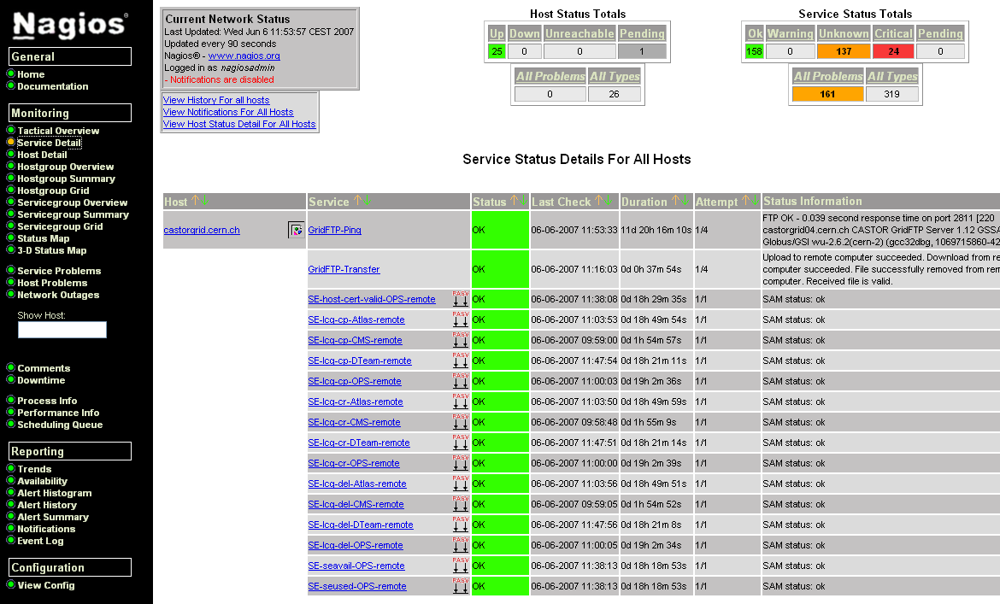 Nagios®
General
Home
Documentation
Monitoring
Tactical Overview
Service Detail
Host Detail
Hostgroup Overview
Hostgroup Summary
Hostgroup Grid
Servicegroup Overview
Servicegroup Summary
Servicegroup Grid
Status Map
3-D Status Map
Service Problems
Host Problems
Network Outages
Show Host:
Comments
Downtime
Process Info
Performance Info
Scheduling Queue
Reporting
Trends
Availability
Alert Histogram
Alert History
Alert Summary
Notifications
Event Log
Configuration
View Config
Current Network Status
Last Updated: Wed Jun 6 11:53:57 CEST 2007
Updated every 90 seconds
Nagios® - www.nagios.org
Logged in as nagiosadmin
- Notifications are disabled
View History For all hosts
View Notifications For All Hosts
View Host Status Detail For All Hosts
Host Status Totals
Up Down Unreachable Pending
25 0 0 1
All Problems All Types
0 26
Service Status Totals
Ok Warning Unknown Critical Pending
158 0 137 24 0
All Problems All Types
161 319
Service Status Details For All Hosts
Host Service Status Last Check Duration Attempt Status Information
castorgrid.cern.ch GridFTP-Ping OK 06-06-2007 11:53:33 11d 20h 16m 10s 1/4 FTP OK - 0.039 second response time on port 2811 [220
castorgrid04.cern.ch CASTOR GridFTP Server 1.12 GSSA
Globus/GSI wu-2.6.2(cern-2) (gcc32dbg, 1069715860-42
GridFTP-Transfer OK 06-06-2007 11:16:03 0d 0h 37m 54s 1/4 Upload to remote computer succeeded. Download from re
computer succeeded. File successfully removed from rem
computer. Received file is valid.
SE-host-cert-valid-OPS-remote PASV OK 06-06-2007 11:38:08 0d 18h 29m 35s 1/1 SAM status: ok
SE-lcg-cp-Atlas-remote PASV OK 06-06-2007 11:03:53 0d 18h 49m 54s 1/1 SAM status: ok
SE-lcg-cp-CMS-remote PASV OK 06-06-2007 09:59:00 0d 1h 54m 57s 1/1 SAM status: ok
SE-lcg-cp-DTeam-remote PASV OK 06-06-2007 11:47:54 0d 18h 21m 11s 1/1 SAM status: ok
SE-lcg-cp-OPS-remote PASV OK 06-06-2007 11:00:03 0d 19h 2m 36s 1/1 SAM status: ok
SE-lcg-cr-Atlas-remote PASV OK 06-06-2007 11:03:50 0d 18h 49m 59s 1/1 SAM status: ok
SE-lcg-cr-CMS-remote PASV OK 06-06-2007 09:58:48 0d 1h 55m 9s 1/1 SAM status: ok
SE-lcg-cr-DTeam-remote PASV OK 06-06-2007 11:47:51 0d 18h 21m 14s 1/1 SAM status: ok
SE-lcg-cr-OPS-remote PASV OK 06-06-2007 11:00:00 0d 19h 2m 39s 1/1 SAM status: ok
SE-lcg-del-Atlas-remote PASV OK 06-06-2007 11:03:56 0d 18h 49m 51s 1/1 SAM status: ok
SE-lcg-del-CMS-remote PASV OK 06-06-2007 09:59:05 0d 1h 54m 52s 1/1 SAM status: ok
SE-lcg-del-DTeam-remote PASV OK 06-06-2007 11:47:56 0d 18h 21m 8s 1/1 SAM status: ok
SE-lcg-del-OPS-remote PASV OK 06-06-2007 11:00:05 0d 19h 2m 34s 1/1 SAM status: ok
SE-seavail-OPS-remote PASV OK 06-06-2007 11:38:13 0d 18h 18m 53s 1/1 SAM status: ok
SE-seused-OPS-remote PASV OK 06-06-2007 11:38:13 0d 18h 18m 53s 1/1 SAM status: ok